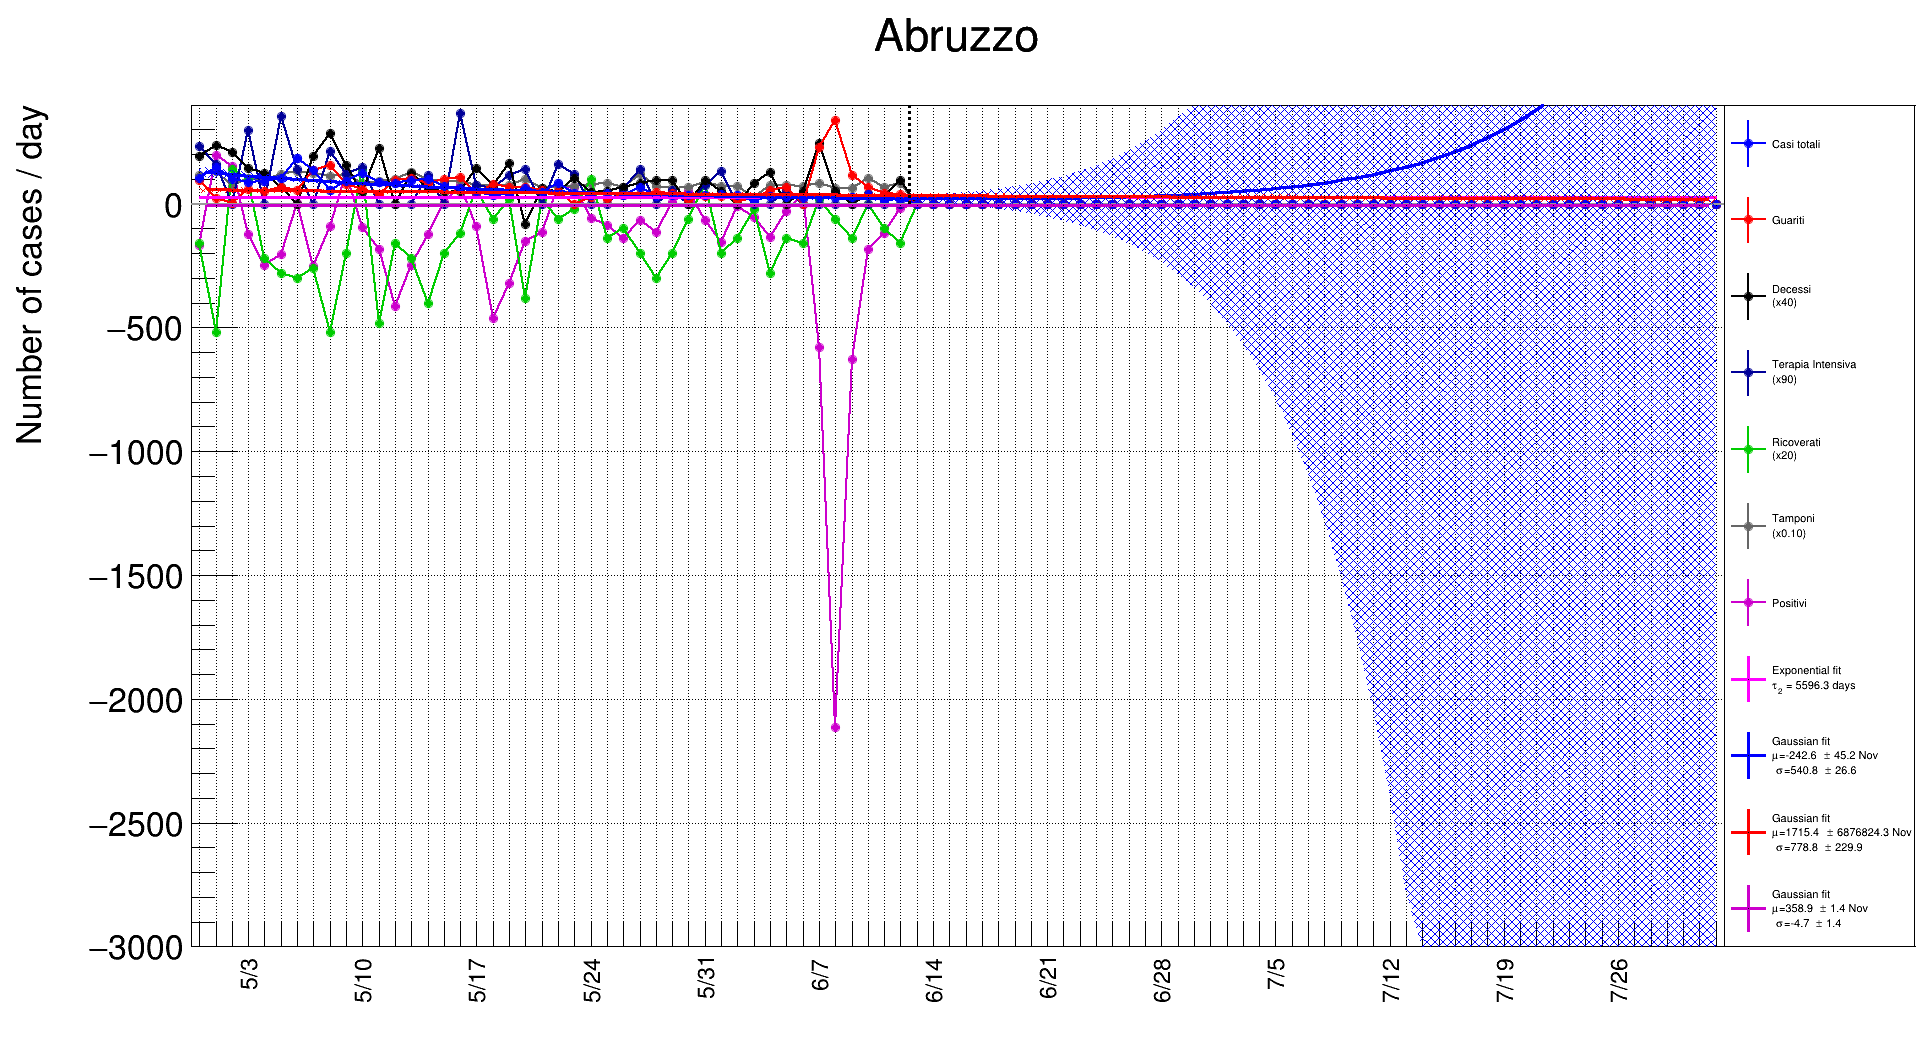 Abruzzo
Number of cases / day
0
−500
−1000
−1500
−2000
−2500
−3000
5/3
5/10
5/17
5/24
5/31
6/7
6/14
6/21
6/28
7/5
7/12
7/19
7/26
Casi totali
Guariti
Decessi
(x40)
Terapia Intensiva
(x90)
Ricoverati
(x20)
Tamponi
(x0.10)
Positivi
Exponential fit
τ2 = 5596.3 days
Gaussian fit
μ=-242.6 ± 45.2 Nov
σ=540.8 ± 26.6
Gaussian fit
μ=1715.4 ± 6876824.3 Nov
σ=778.8 ± 229.9
Gaussian fit
μ=358.9 ± 1.4 Nov
σ=-4.7 ± 1.4